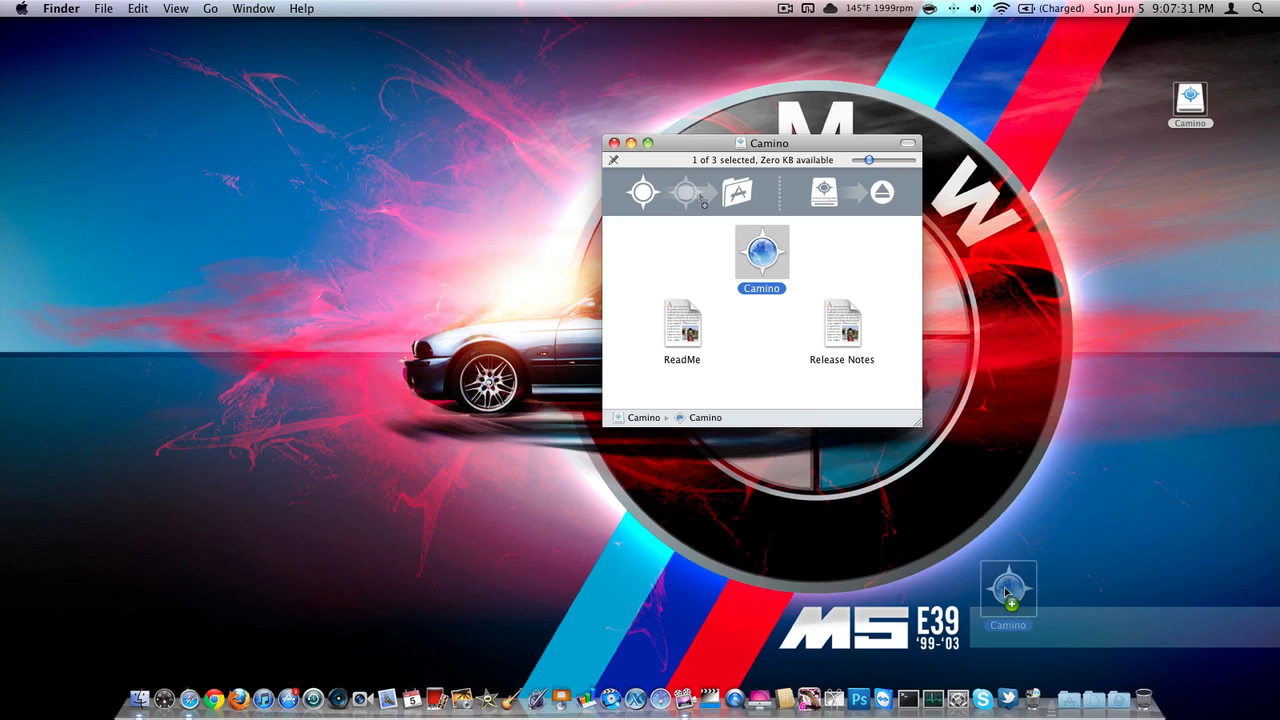 Finder File Edit View Go Window Help
145°F 1999rpm (Charged) Sun Jun 5 9:07:31 PM
M
W
Camino
Camino
1 of 3 selected, Zero KB available
Camino
ReadMe Release Notes
Camino Camino
Camino
M5 E39
'99-'03
5